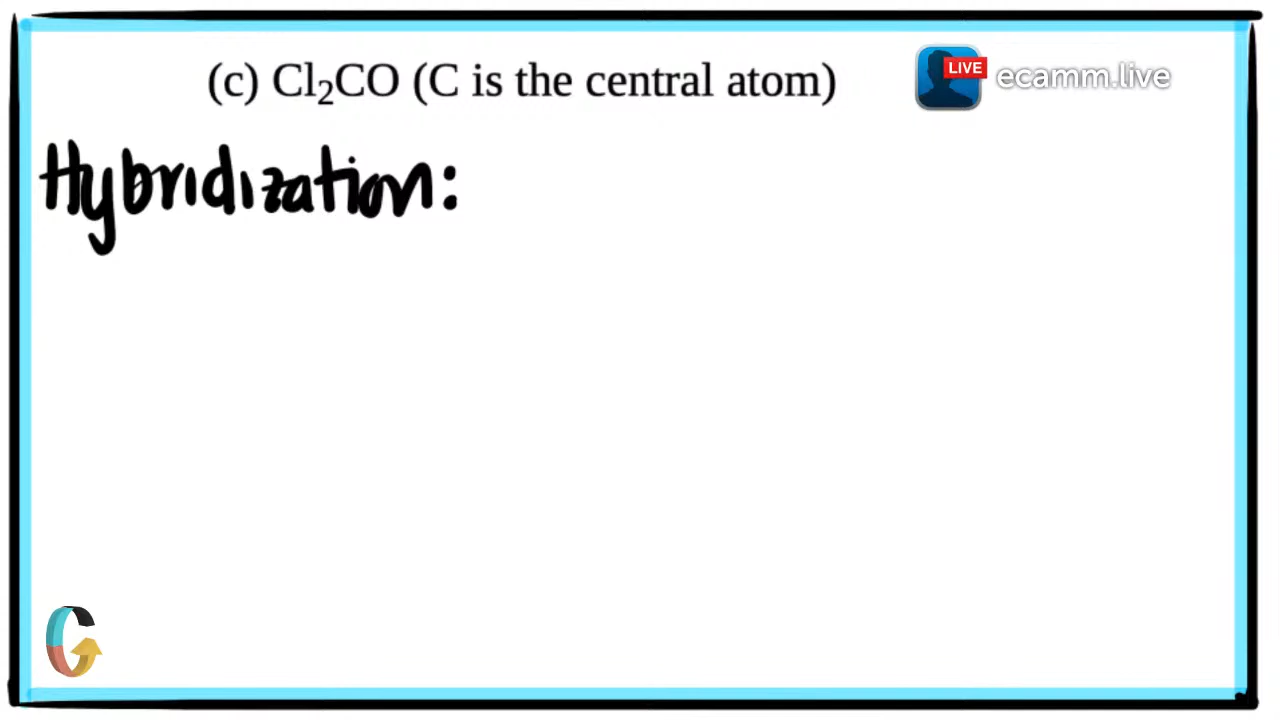 (c) Cl₂CO (C is the central atom)
LIVE ecamm.live
Hybridization: